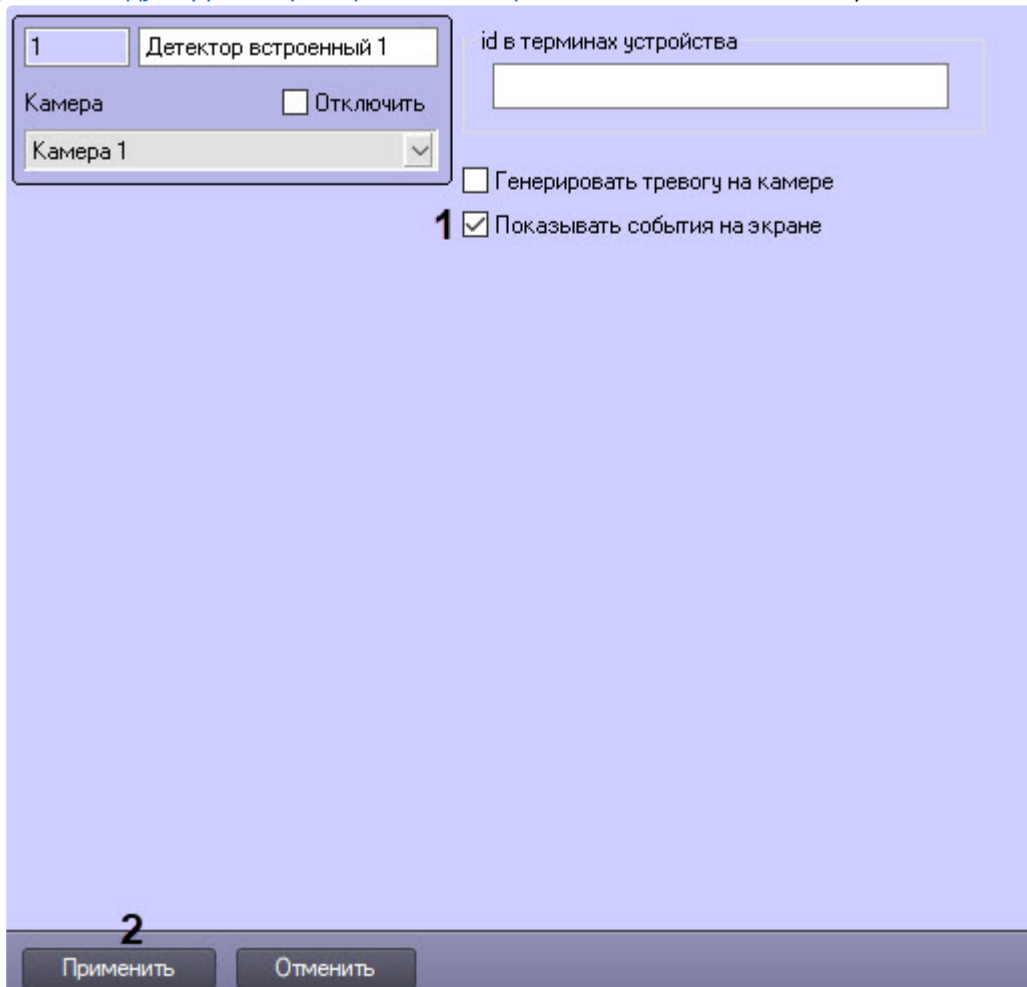 1
Детектор встроенный 1
Камера
Отключить
Камера 1
id в терминах устройства
Генерировать тревогу на камере
1
Показывать события на экране
2
Применить
Отменить